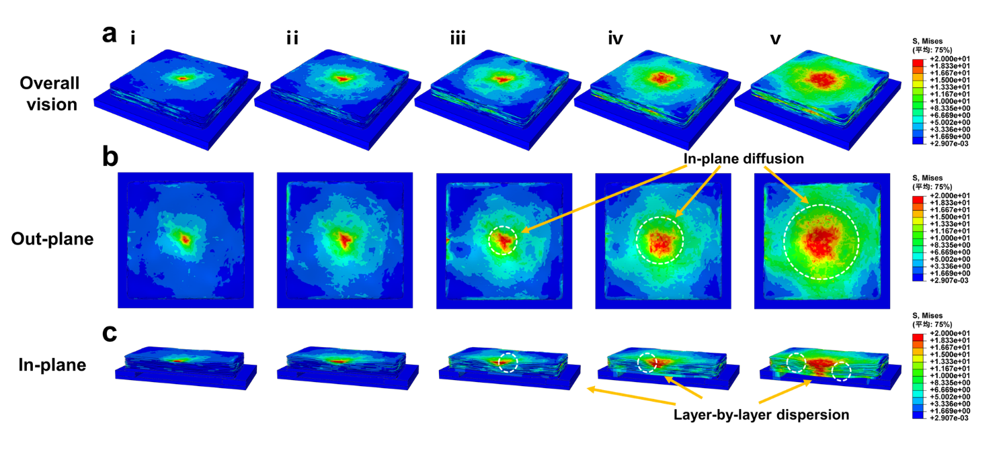 a
i
ii
iii
iv
v
Overall
vision
S, Mises
(平均: 75%)
+2.000e+01
+1.833e+01
+1.667e+01
+1.500e+01
+1.333e+01
+1.167e+01
+1.000e+01
+8.335e+00
+6.669e+00
+5.002e+00
+3.336e+00
+1.669e+00
+2.907e-03
b
In-plane diffusion
Out-plane
S, Mises
(平均: 75%)
+2.000e+01
+1.833e+01
+1.667e+01
+1.500e+01
+1.333e+01
+1.167e+01
+1.000e+01
+8.335e+00
+6.669e+00
+5.002e+00
+3.336e+00
+1.669e+00
+2.907e-03
c
In-plane
S, Mises
(平均: 75%)
+2.000e+01
+1.833e+01
+1.667e+01
+1.500e+01
+1.333e+01
+1.167e+01
+1.000e+01
+8.335e+00
+6.669e+00
+5.002e+00
+3.336e+00
+1.669e+00
+2.907e-03
Layer-by-layer dispersion